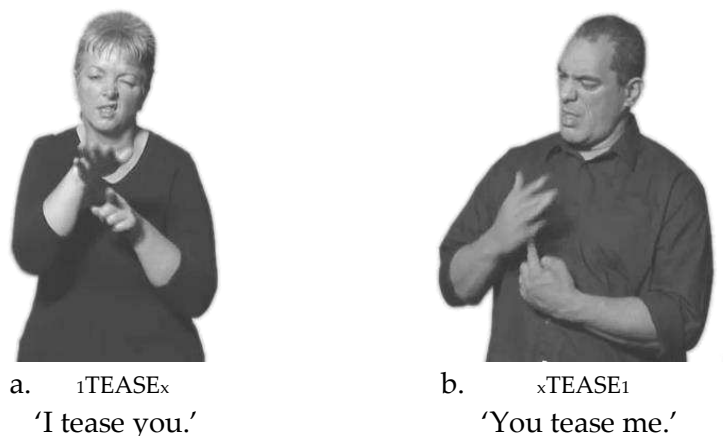 a. 1TEASEx
'I tease you.'
b. xTEASE1
'You tease me.'